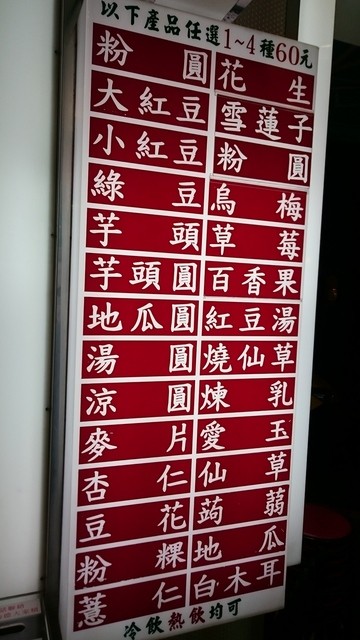 以下產品任選1~4種60元
粉圓
大紅豆
小紅豆
綠豆
芋頭
芋頭圓
地瓜圓
湯圓
涼圓
麥片
杏仁
豆花
粉粿
薏仁
花生
雪蓮子
粉圓
烏梅
草莓
百香果
紅豆湯
燒仙草
煉乳
愛玉
仙草
蒟蒻
地瓜
白木耳
冷飲熱飲均可